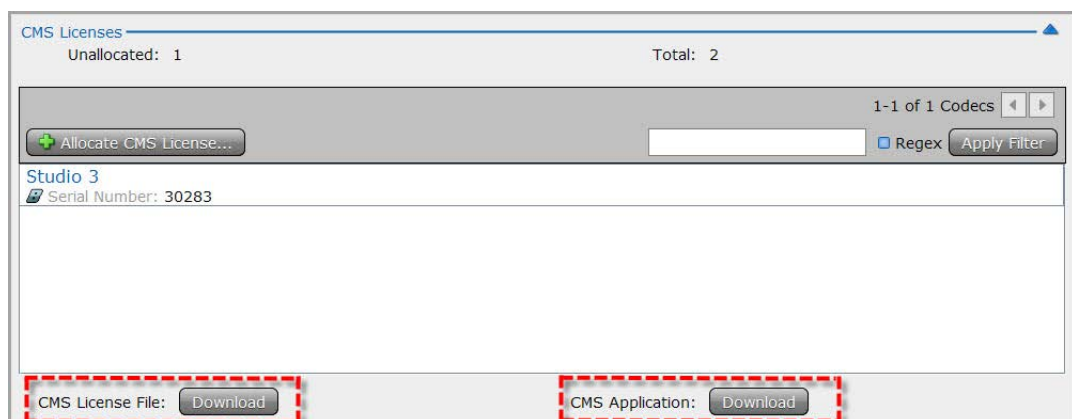 CMS Licenses
Unallocated: 1 Total: 2
1-1 of 1 Codecs
Allocate CMS License... Regex Apply Filter
Studio 3
Serial Number: 30283
CMS License File: Download CMS Application: Download